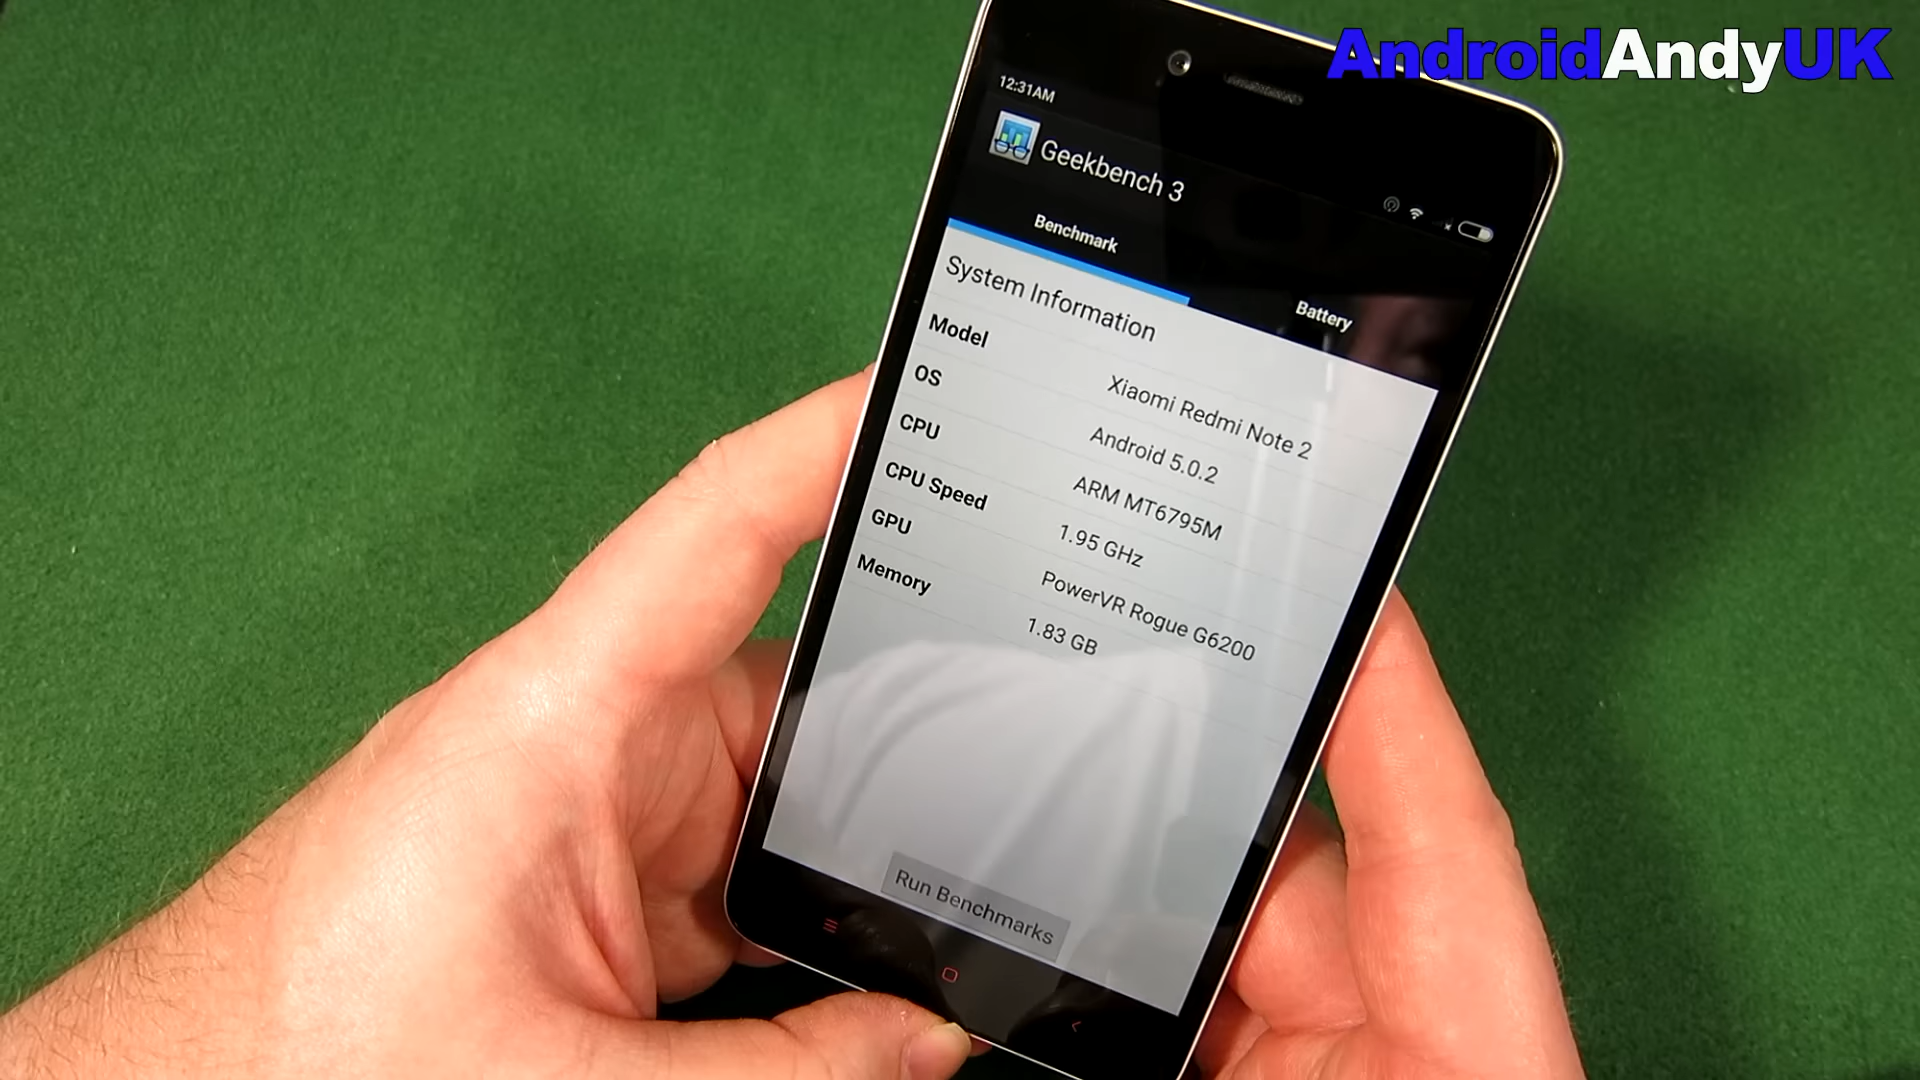 AndroidAndyUK
12:31AM
Geekbench 3
Benchmark
Battery
System Information
Model
Xiaomi Redmi Note 2
OS
Android 5.0.2
CPU
ARM MT6795M
CPU Speed
1.95 GHz
GPU
PowerVR Rogue G6200
Memory
1.83 GB
Run Benchmarks